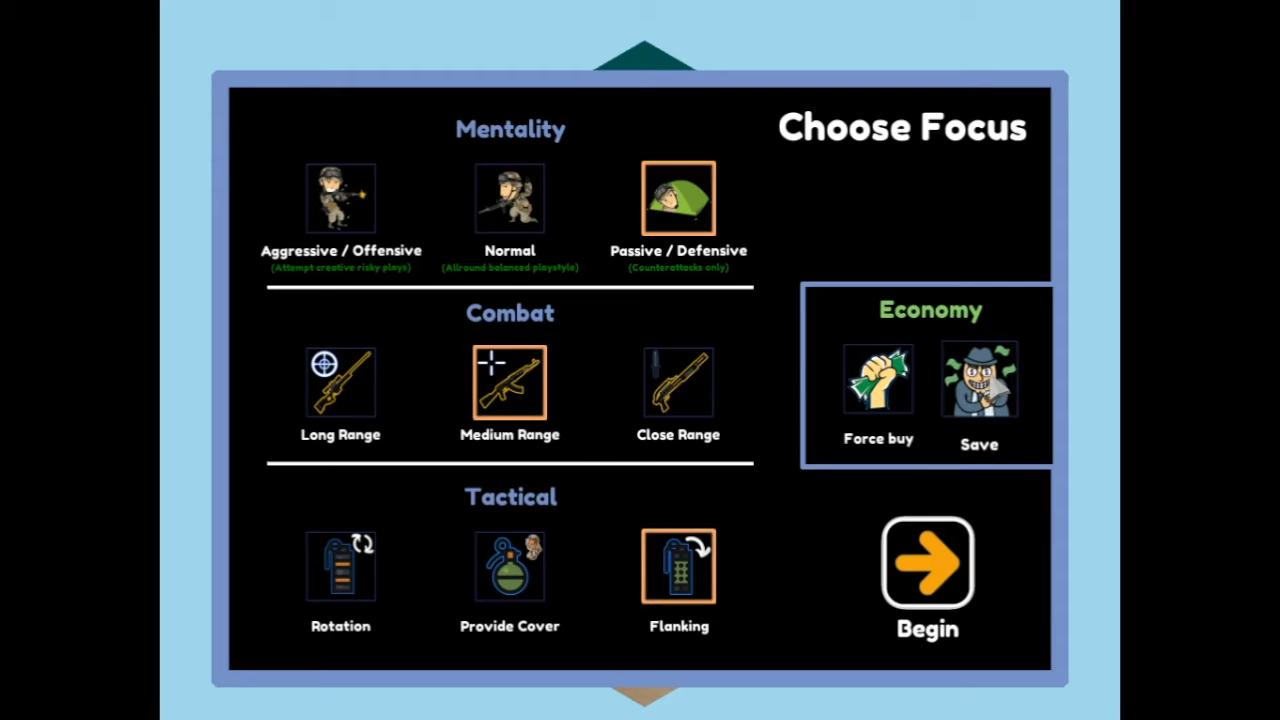 Choose Focus
Mentality
Aggressive / Offensive
(Attempt creative risky plays)
Normal
(Allround balanced playstyle)
Passive / Defensive
(Counterattacks only)
Combat
Long Range
Medium Range
Close Range
Economy
Force buy
Save
Tactical
Rotation
Provide Cover
Flanking
Begin